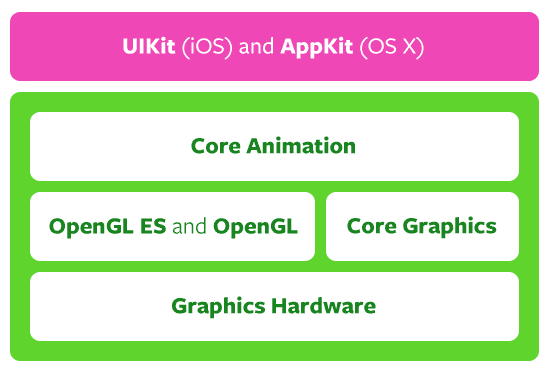 UIKit (iOS) and AppKit (OS X)
Core Animation
OpenGL ES and OpenGL
Core Graphics
Graphics Hardware